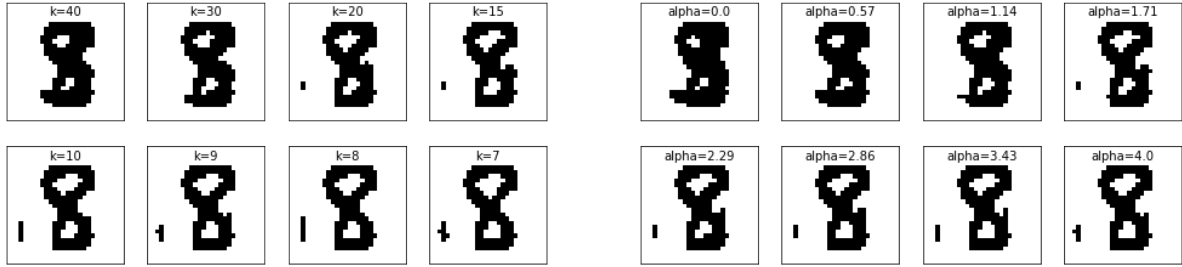 k=40 k=30 k=20 k=15 alpha=0.0 alpha=0.57 alpha=1.14 alpha=1.71
k=10 k=9 k=8 k=7 alpha=2.29 alpha=2.86 alpha=3.43 alpha=4.0